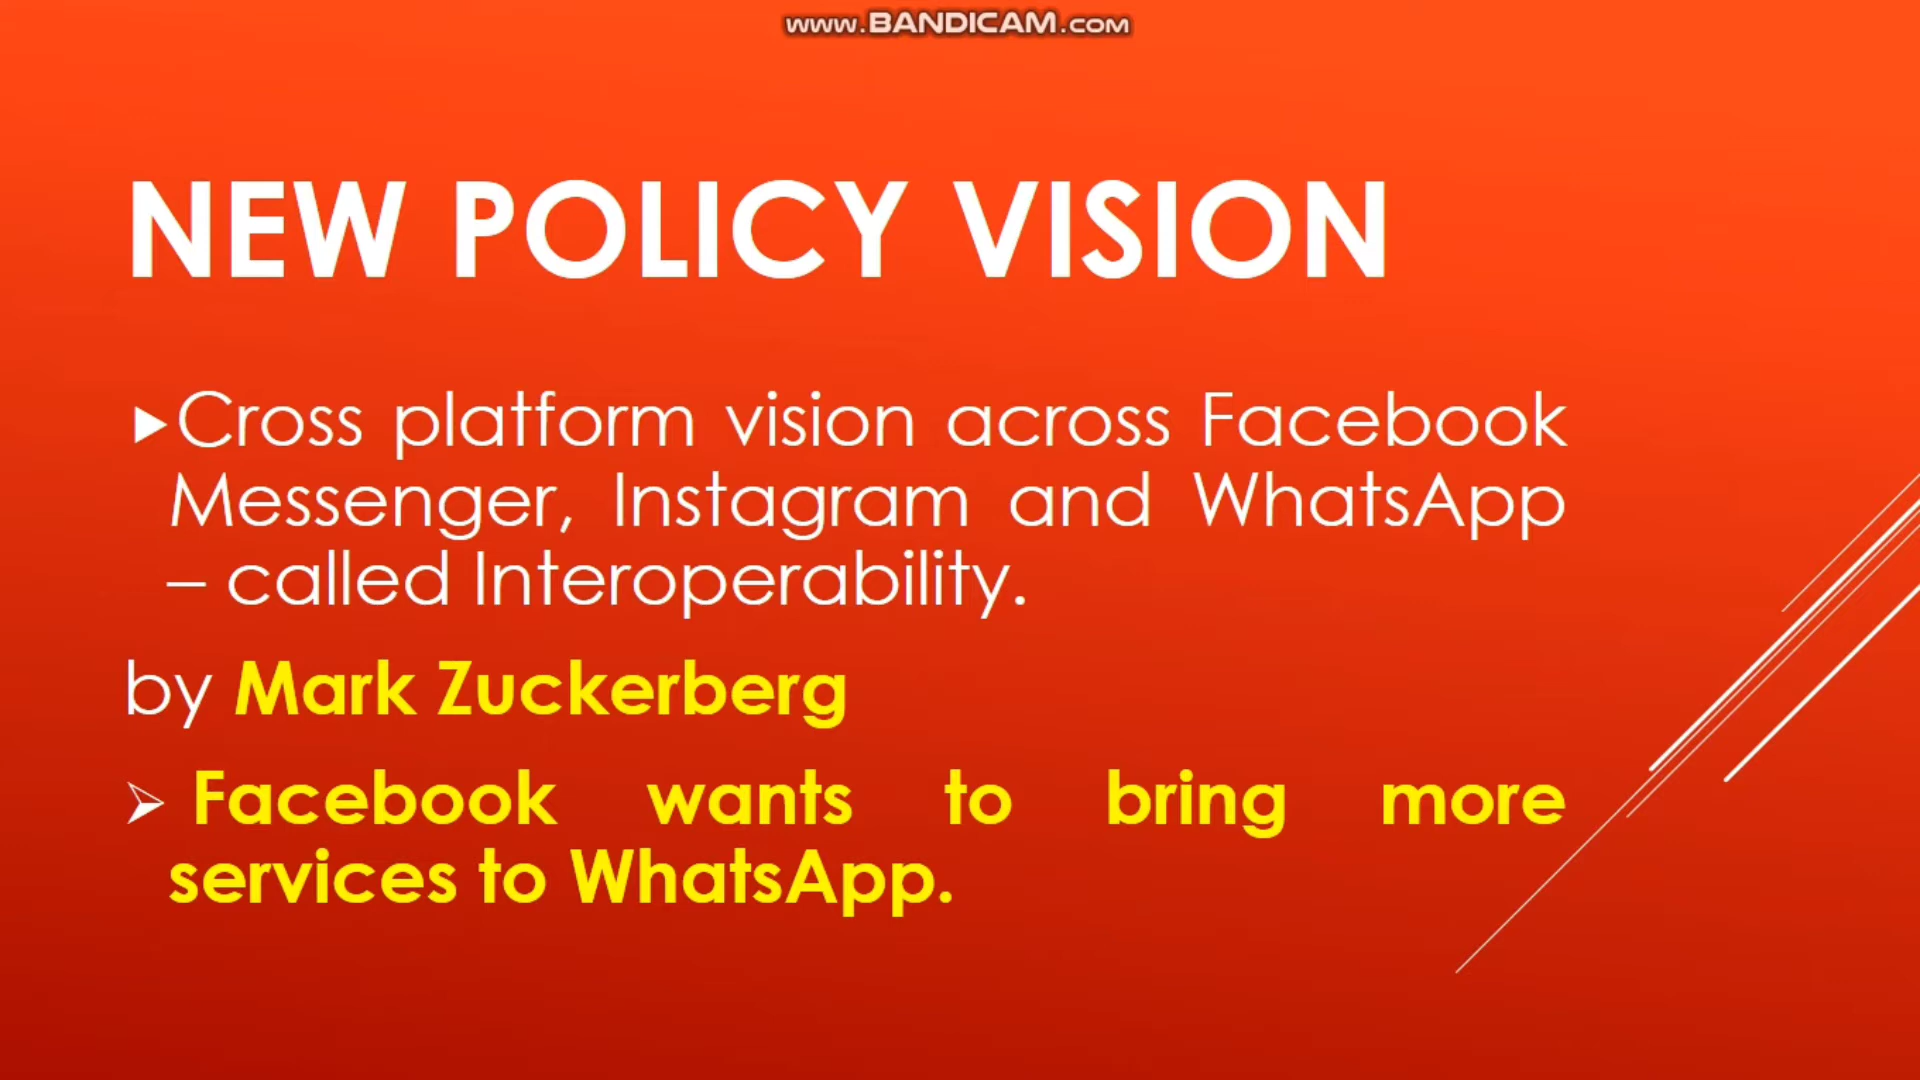 www.BANDICAM.com
NEW POLICY VISION
Cross platform vision across Facebook
Messenger, Instagram and WhatsApp
– called Interoperability.
by Mark Zuckerberg
Facebook wants to bring more
services to WhatsApp.